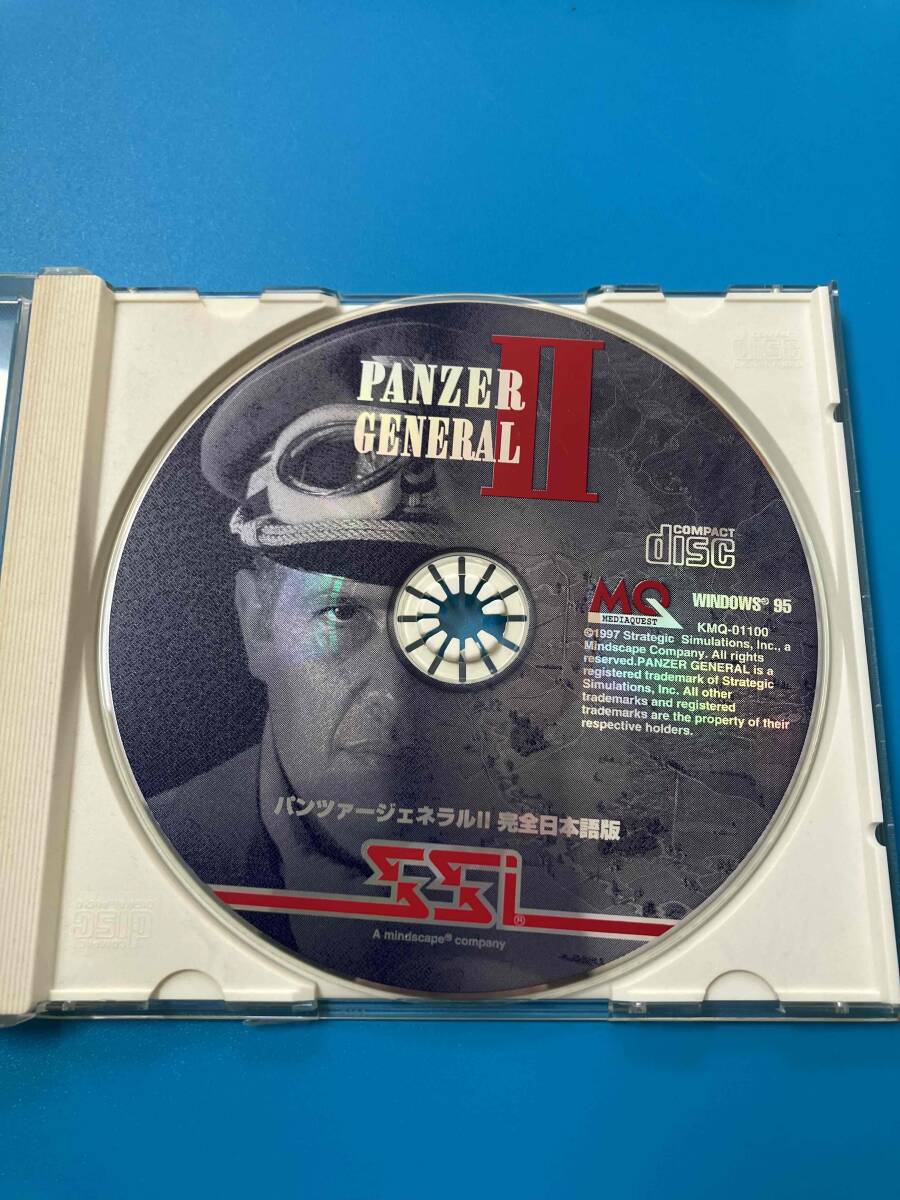 PANZER
GENERAL
II
COMPACT
disc
MQ
MEDIAQUEST
WINDOWS® 95
KMQ-01100
©1997 Strategic Simulations, Inc., a
Mindscape Company. All rights
reserved.PANZER GENERAL is a
registered trademark of Strategic
Simulations, Inc. All other
trademarks and registered
trademarks are the property of their
respective holders.
パンツァージェネラルII 完全日本語版
SSi®
A mindscape® company